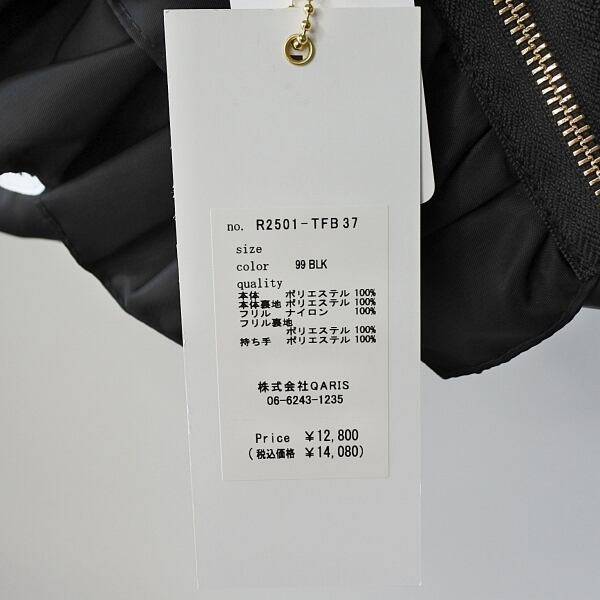 no. R2501-TFB37
size
color 99 BLK
quality
本体 ポリエステル 100%
本体裏地 ポリエステル 100%
フリル ナイロン 100%
フリル裏地
ポリエステル 100%
持ち手 ポリエステル 100%
株式会社QARIS
06-6243-1235
Price ￥12,800
(税込価格 ￥14,080)